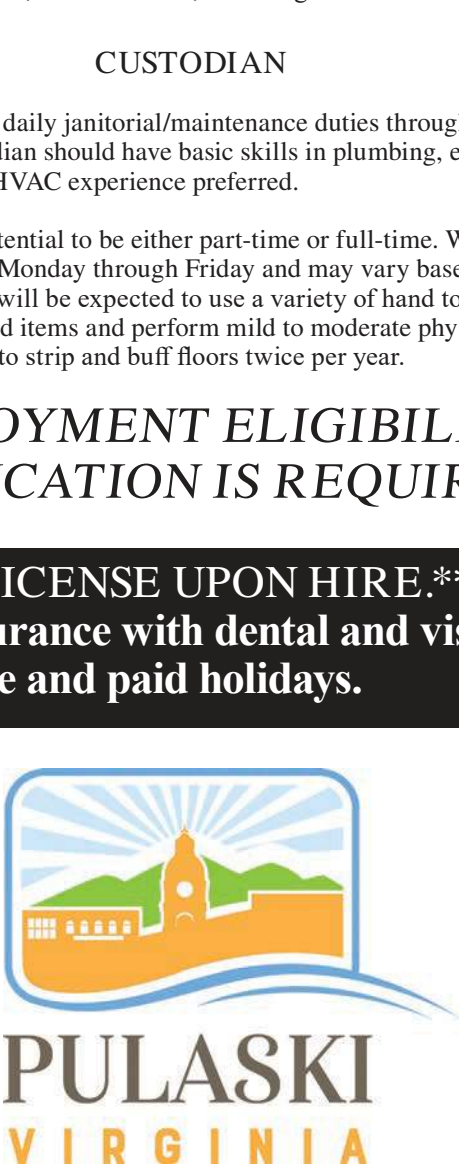 CUSTODIAN
daily janitorial/maintenance duties through
dian should have basic skills in plumbing, e
HVAC experience preferred.
tential to be either part-time or full-time. W
Monday through Friday and may vary base
will be expected to use a variety of hand to
d items and perform mild to moderate phy
to strip and buff floors twice per year.
OYMENT ELIGIBIL
ICATION IS REQUIR
ICENSE UPON HIRE.**
urance with dental and vis
e and paid holidays.
PULASKI
VIRGINIA